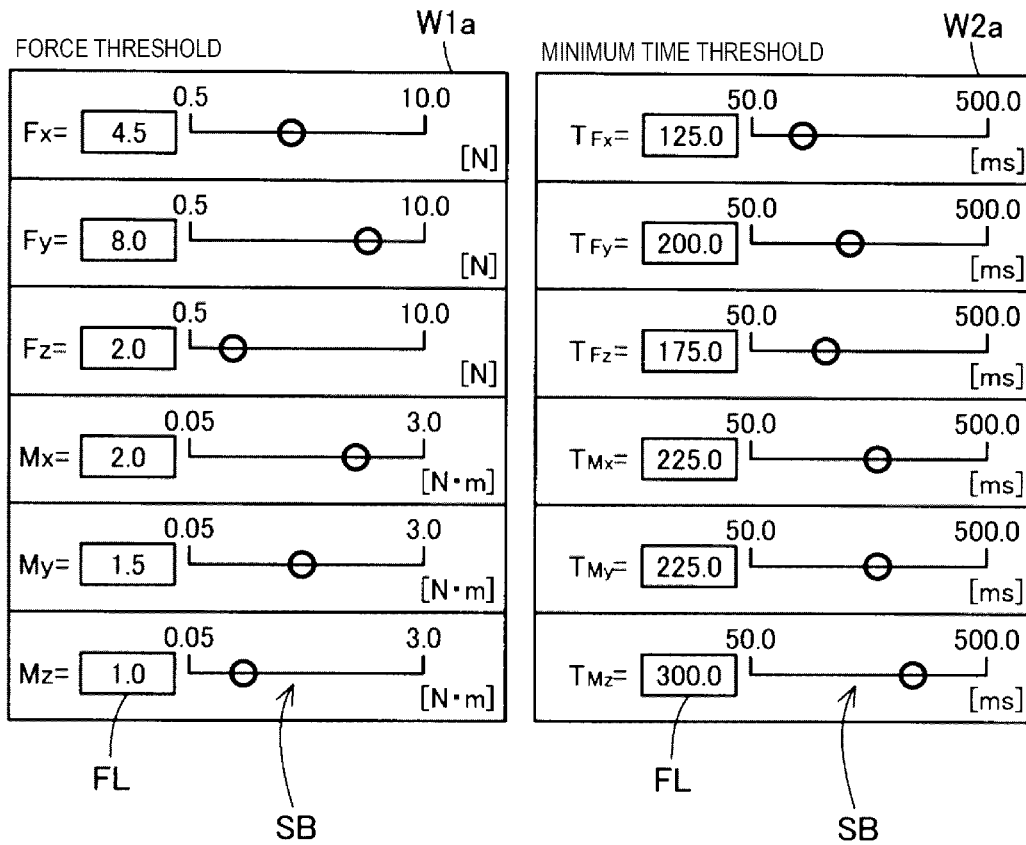 W1a
FORCE THRESHOLD
0.5 10.0
Fx= 4.5
[N]
0.5 10.0
Fy= 8.0
[N]
0.5 10.0
Fz= 2.0
[N]
0.05 3.0
Mx= 2.0
[N·m]
0.05 3.0
My= 1.5
[N·m]
0.05 3.0
Mz= 1.0
[N·m]
FL
SB
W2a
MINIMUM TIME THRESHOLD
50.0 500.0
TFx= 125.0
[ms]
50.0 500.0
TFy= 200.0
[ms]
50.0 500.0
TFz= 175.0
[ms]
50.0 500.0
TMx= 225.0
[ms]
50.0 500.0
TMy= 225.0
[ms]
50.0 500.0
TMz= 300.0
[ms]
FL
SB